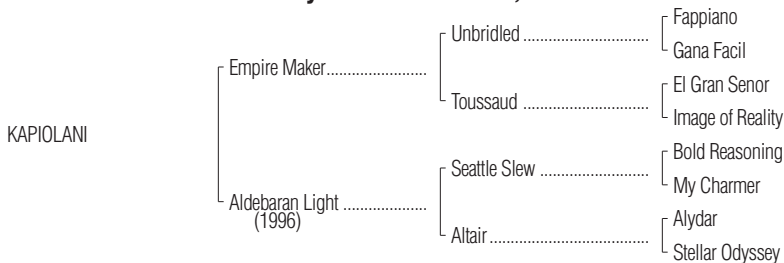 Fappiano
Unbridled
Gana Facil
Empire Maker
El Gran Senor
Toussaud
Image of Reality
KAPIOLANI
Bold Reasoning
Seattle Slew
My Charmer
Aldebaran Light
(1996)
Alydar
Altair
Stellar Odyssey